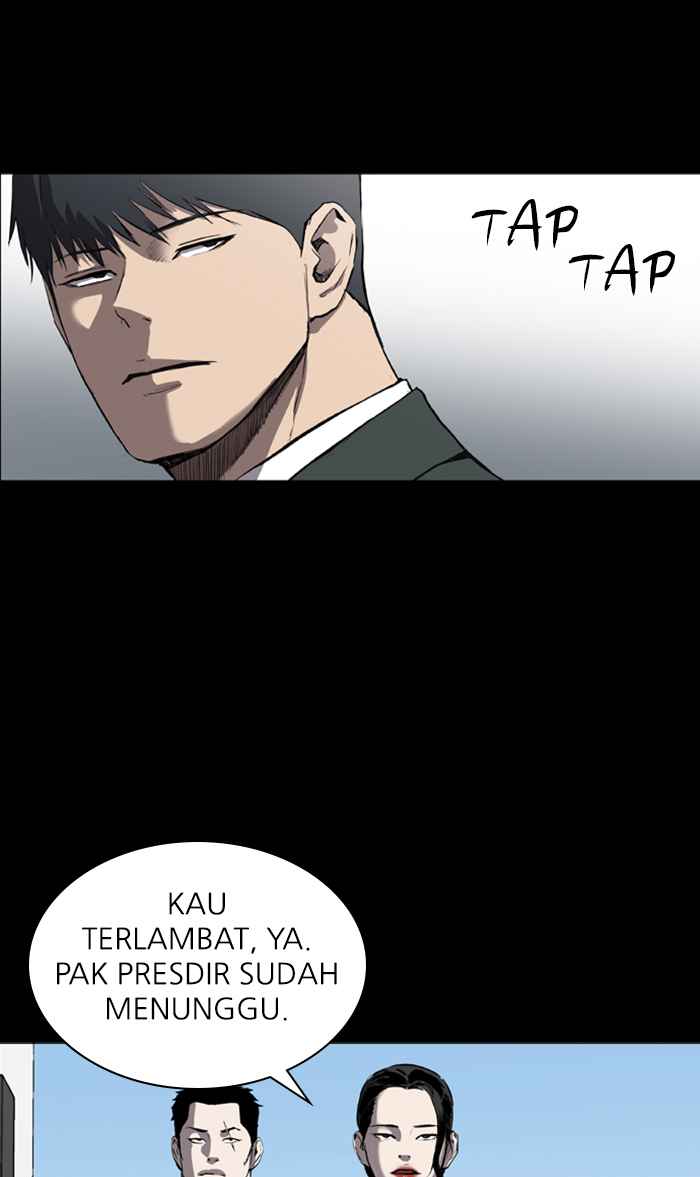 TAP
TAP
KAU
TERLAMBAT, YA.
PAK PRESDIR SUDAH
MENUNGGU.